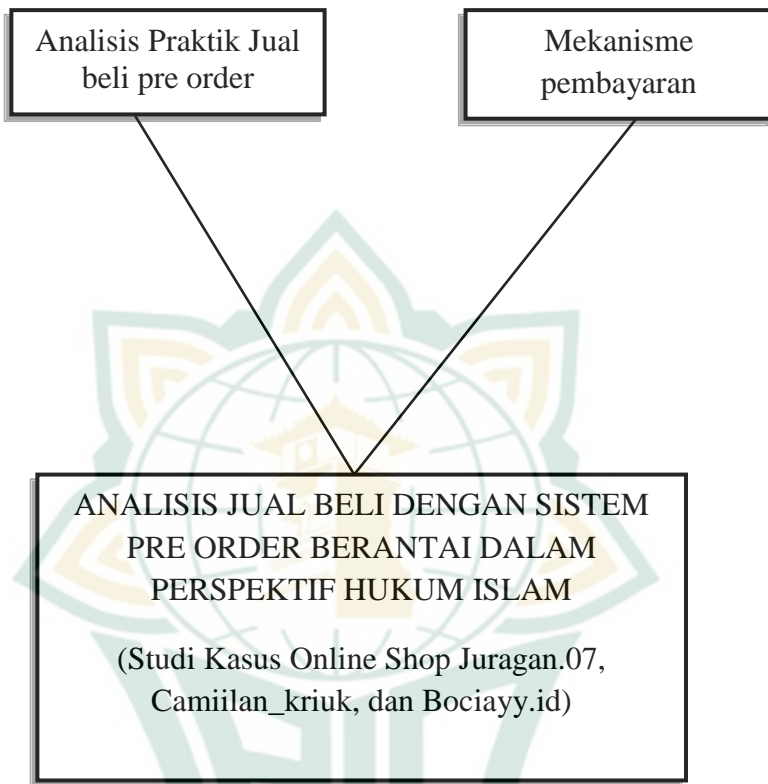 Analisis Praktik Jual
beli pre order
Mekanisme
pembayaran
ANALISIS JUAL BELI DENGAN SISTEM
PRE ORDER BERANTAI DALAM
PERSPEKTIF HUKUM ISLAM
(Studi Kasus Online Shop Juragan.07,
Camiilan_kriuk, dan Bociayy.id)